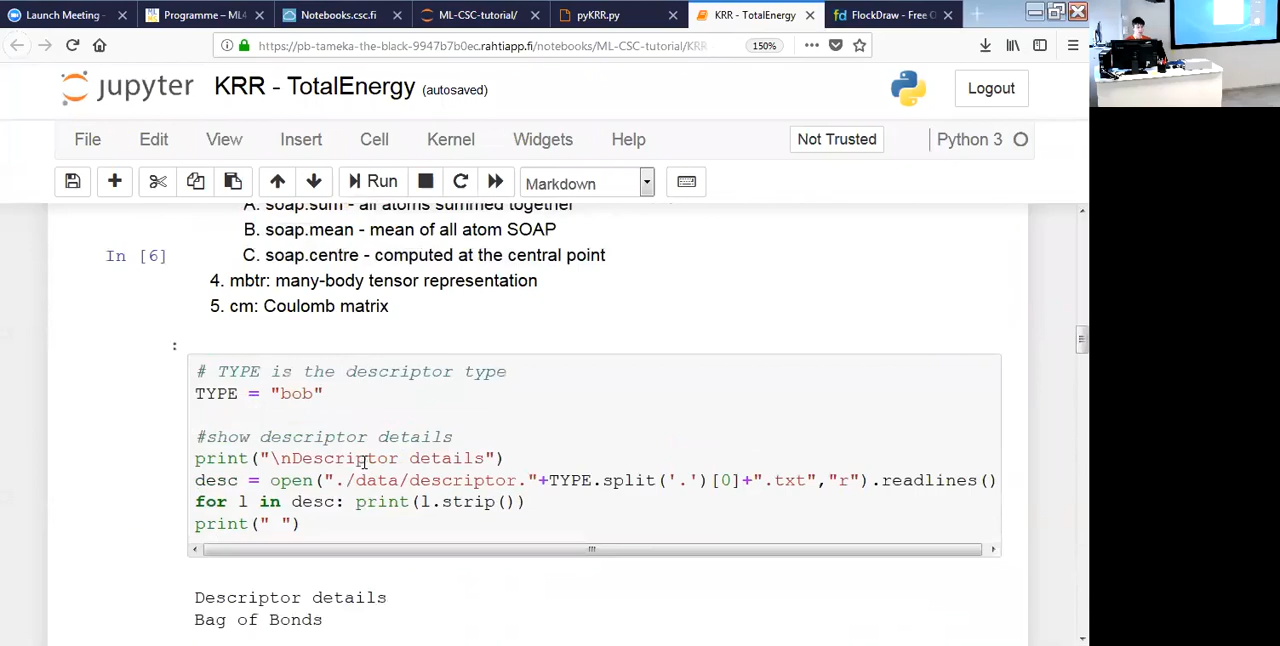 Launch Meeting - Programme – ML4 Notebooks.csc.fi ML-CSC-tutorial/ pyKRR.py KRR - TotalEnergy FlockDraw - Free O
https://pb-tameka-the-black-9947b7b0ec.rahtiapp.fi/notebooks/ML-CSC-tutorial/KRR 150%
jupyter KRR - TotalEnergy (autosaved) Logout
File Edit View Insert Cell Kernel Widgets Help Not Trusted Python 3
Run Markdown
A. soap.sum - all atoms summed together
B. soap.mean - mean of all atom SOAP
In [6] C. soap.centre - computed at the central point
4. mbtr: many-body tensor representation
5. cm: Coulomb matrix
:
# TYPE is the descriptor type
TYPE = "bob"
#show descriptor details
print("\nDescriptor details")
desc = open("./data/descriptor."+TYPE.split('.')[0]+".txt","r").readlines()
for l in desc: print(l.strip())
print(" ")
Descriptor details
Bag of Bonds